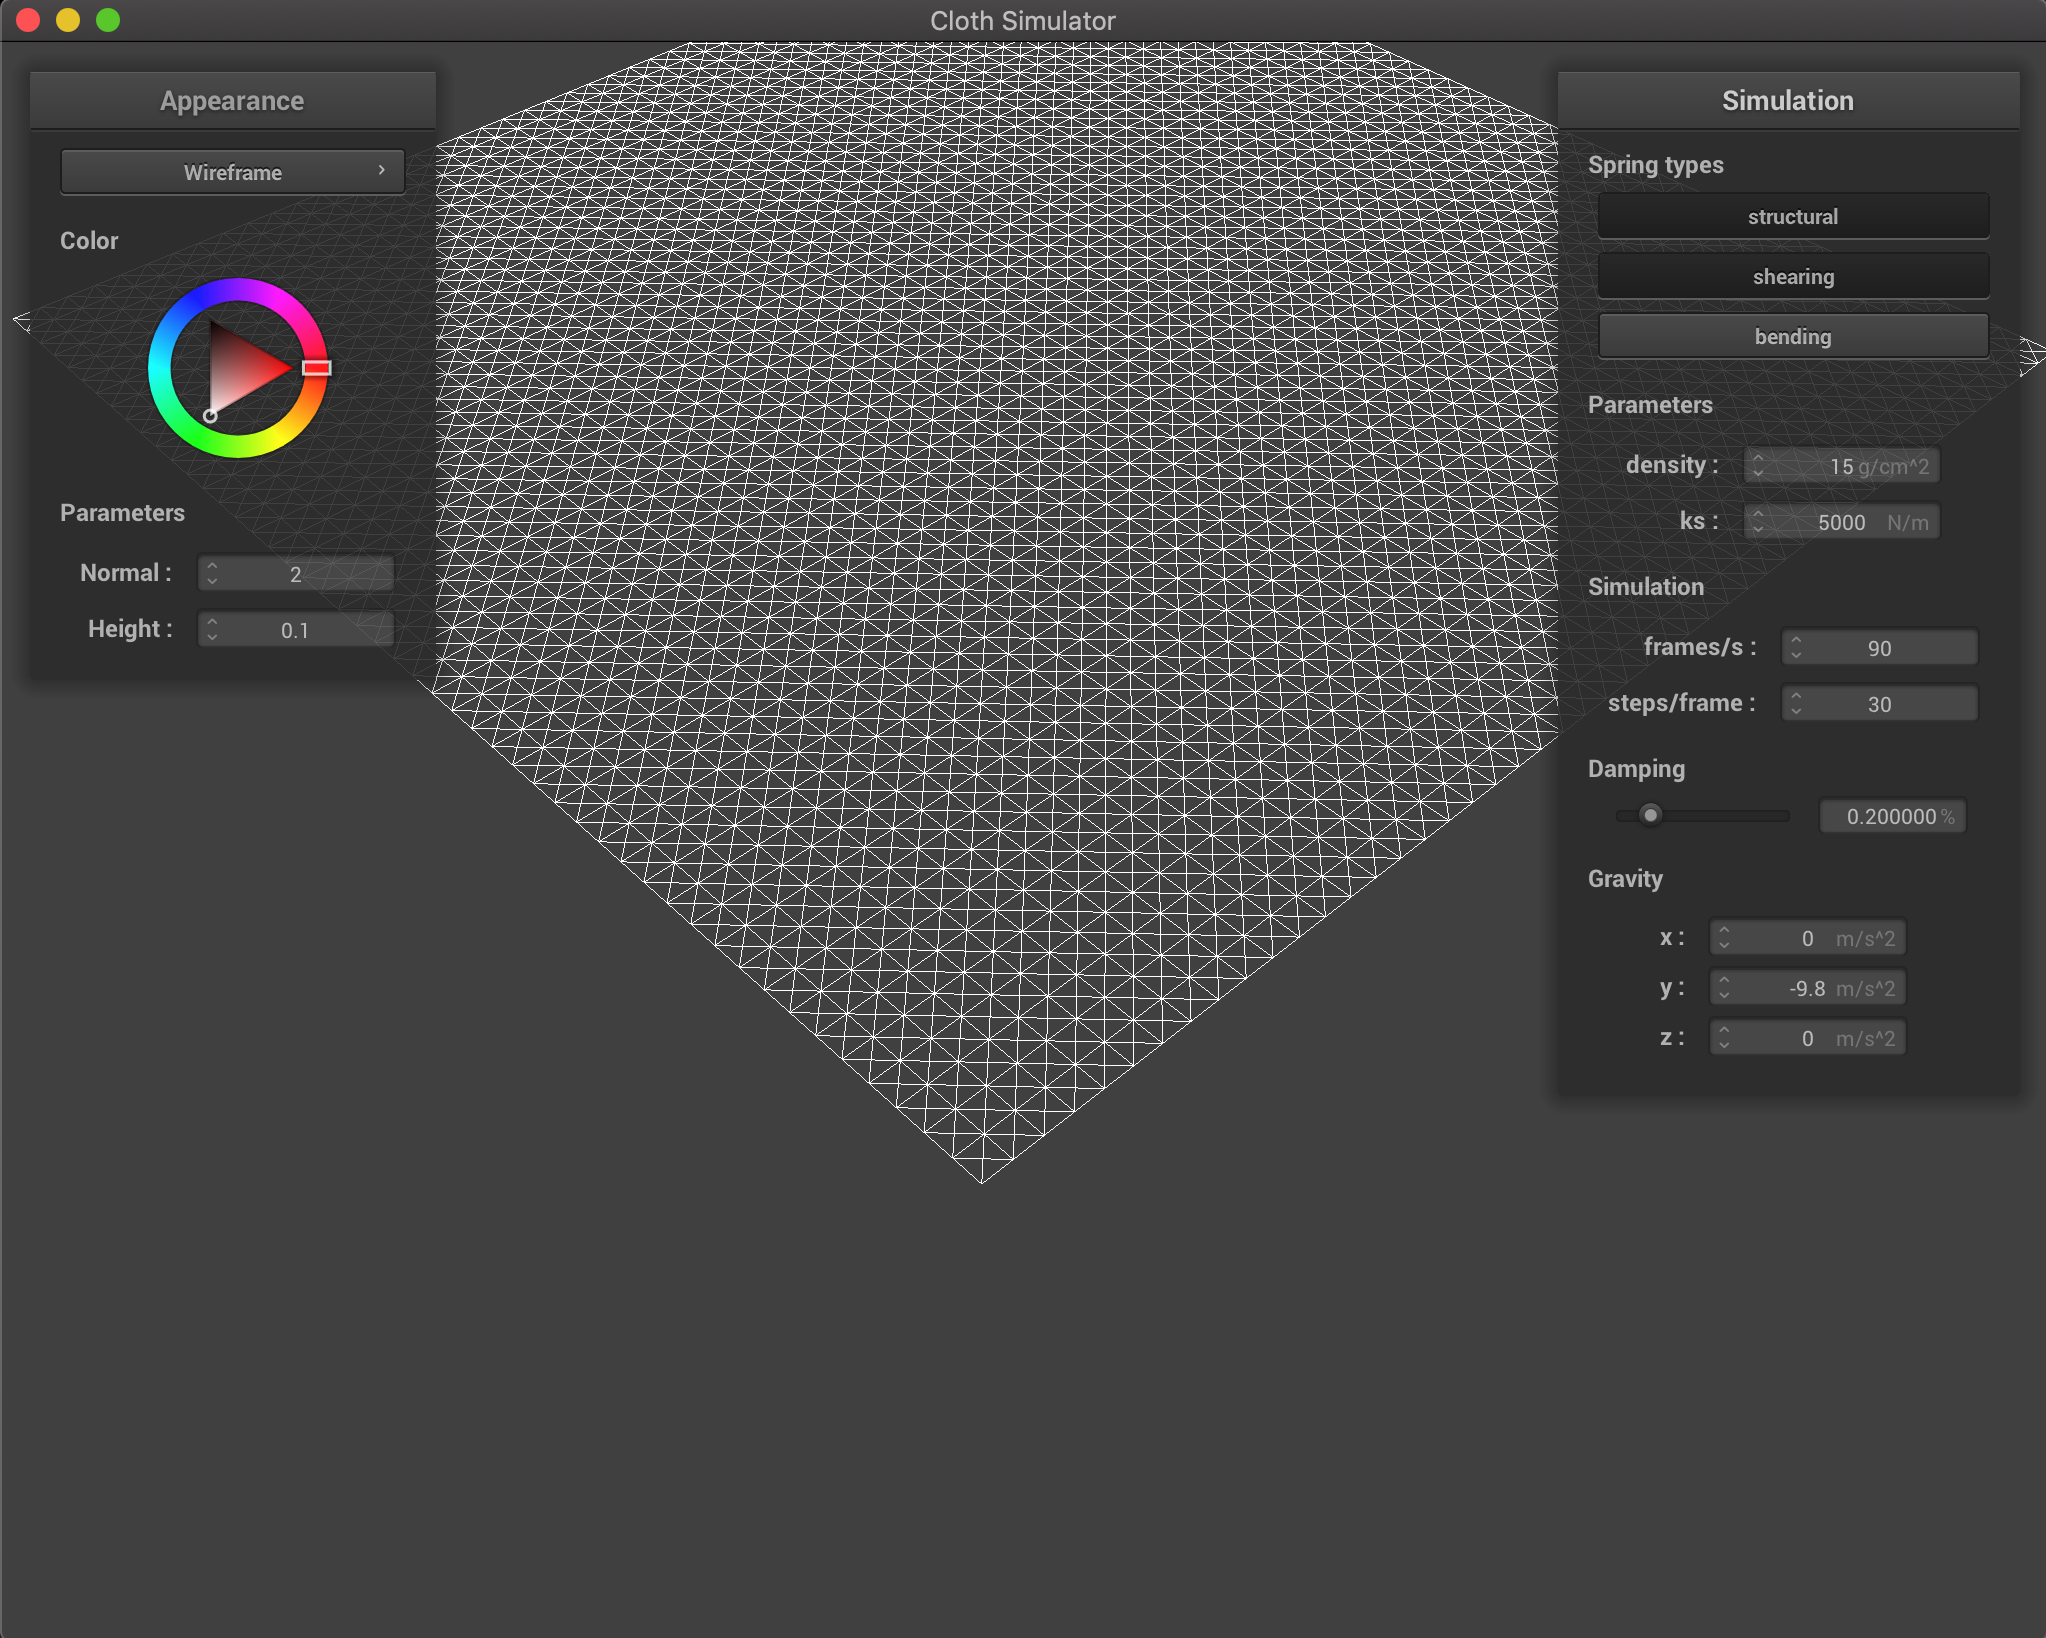 Cloth Simulator
Appearance
Wireframe
Color
Parameters
Normal : 2
Height : 0.1
Simulation
Spring types
structural
shearing
bending
Parameters
density : 15 g/cm^2
ks : 5000 N/m
Simulation
frames/s : 90
steps/frame : 30
Damping
0.200000 %
Gravity
x : 0 m/s^2
y : -9.8 m/s^2
z : 0 m/s^2